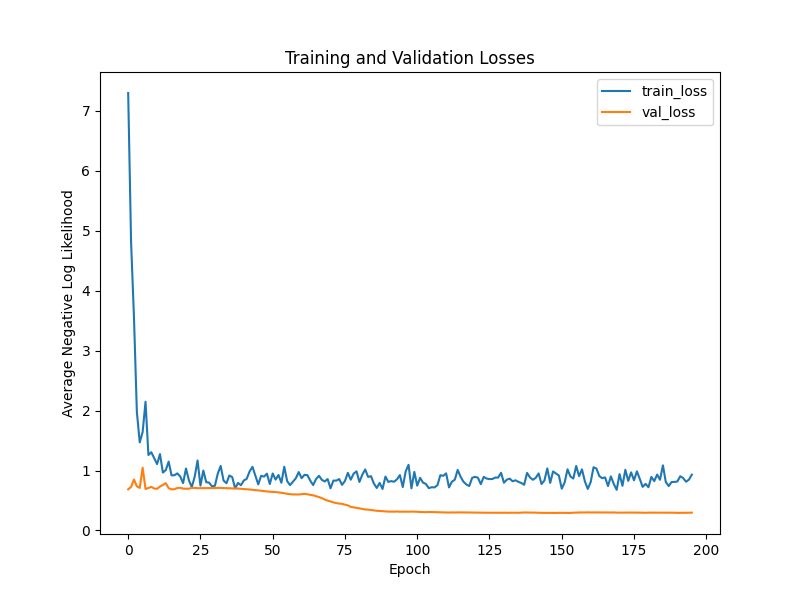 Training and Validation Losses
train_loss
val_loss
Average Negative Log Likelihood
7
6
5
4
3
2
1
0
0 25 50 75 100 125 150 175 200
Epoch